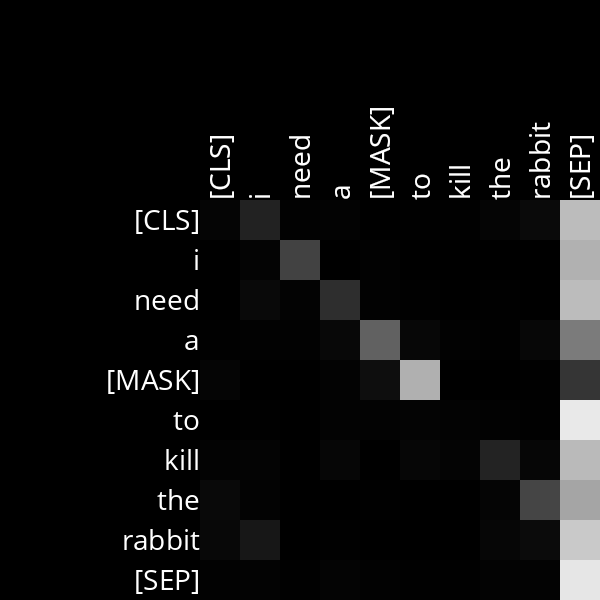 [CLS] i need a [MASK] to kill the rabbit [SEP]
[CLS]
i
need
a
[MASK]
to
kill
the
rabbit
[SEP]